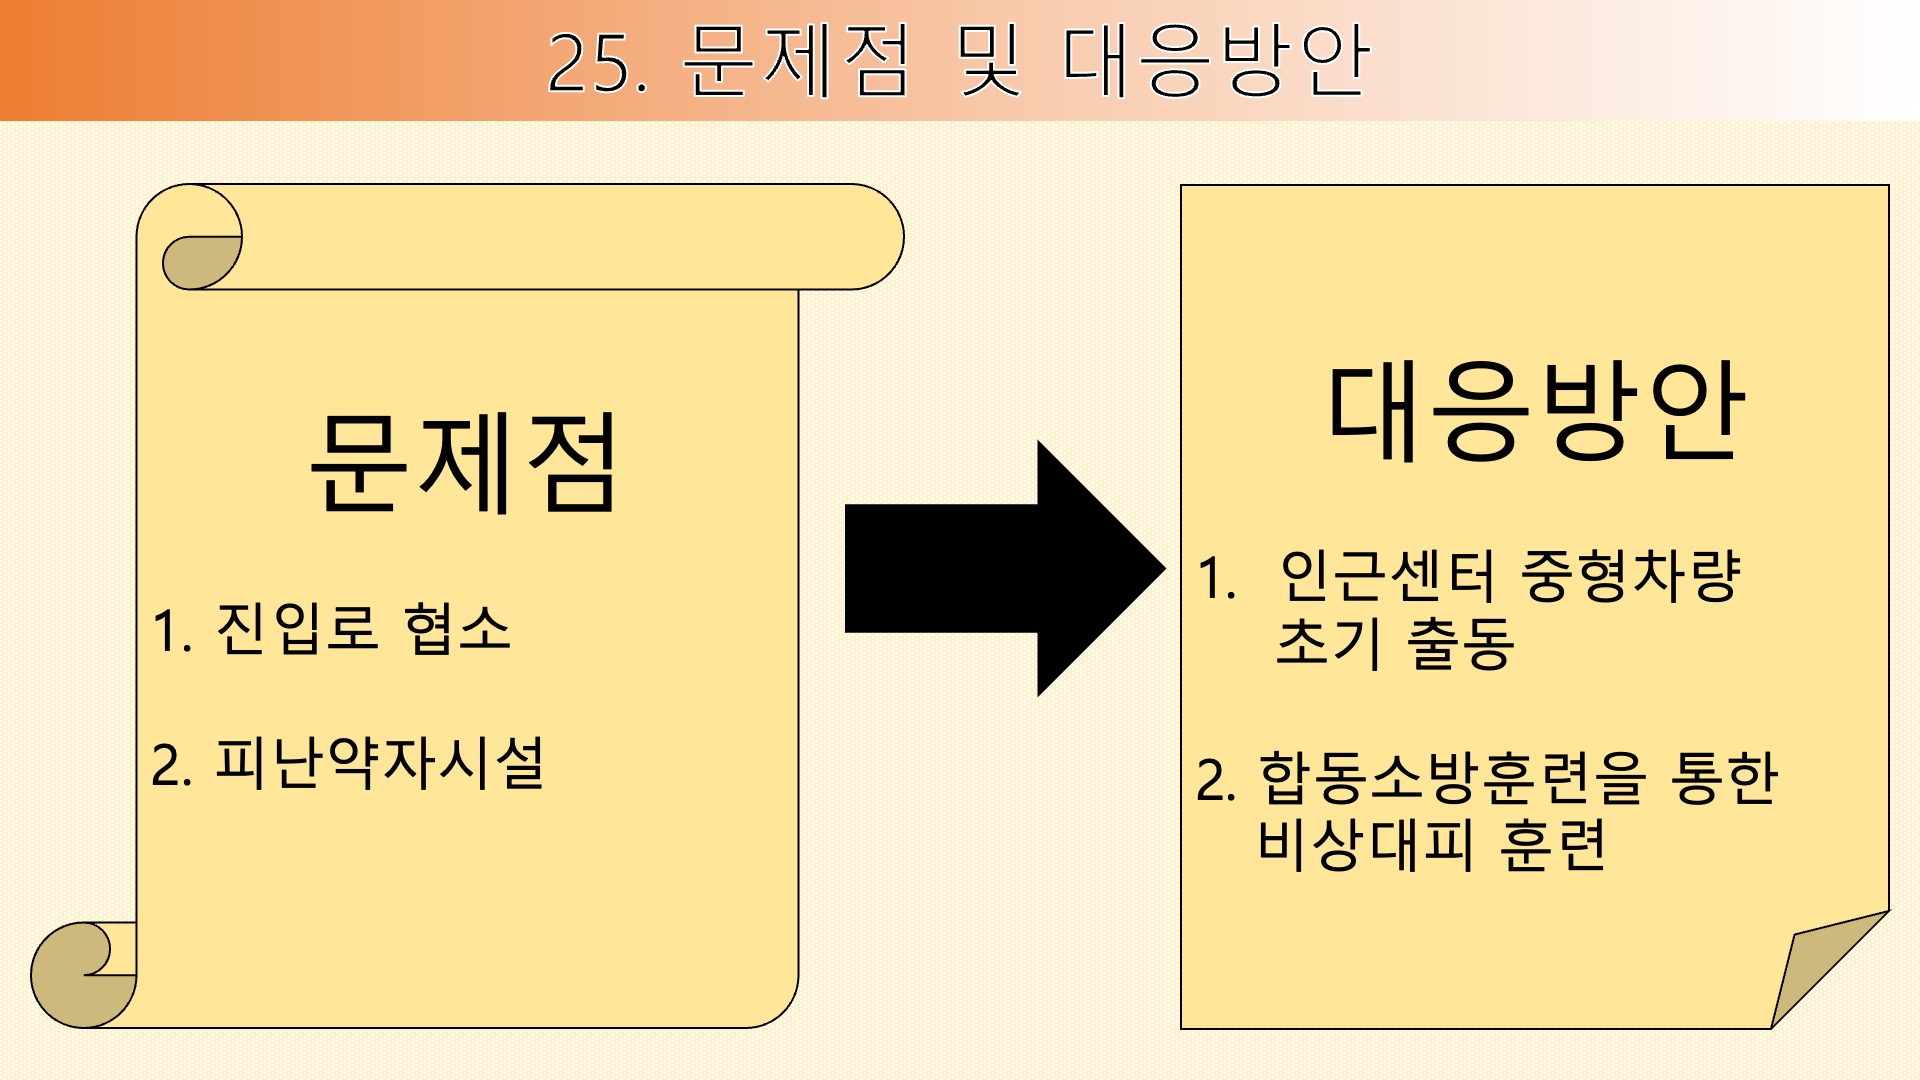 25. 문제점 및 대응방안
문제점
1. 진입로 협소
2. 피난약자시설
대응방안
1. 인근센터 중형차량
초기 출동
2. 합동소방훈련을 통한
비상대피 훈련